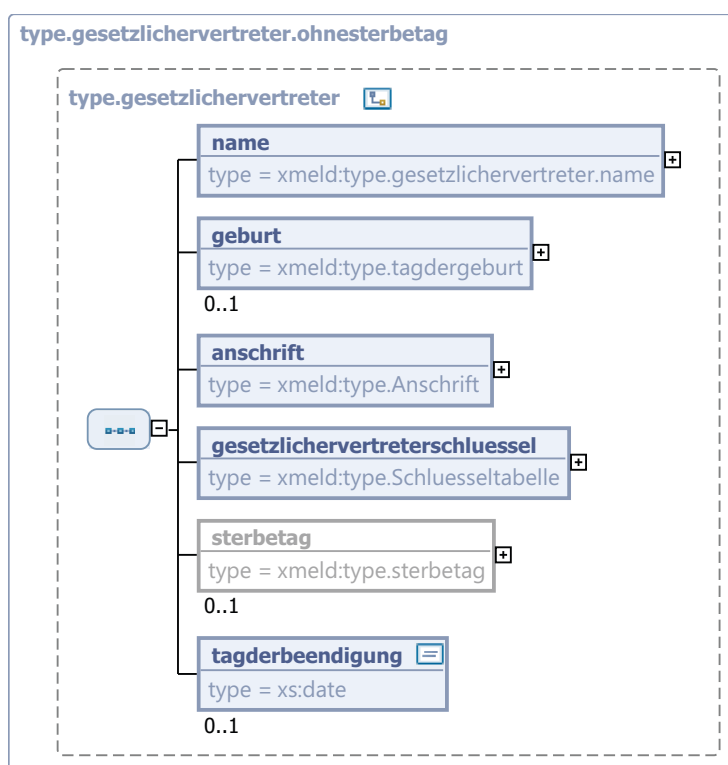 type.gesetzlichervertreter.ohnesterbetag
type.gesetzlichervertreter
name
type = xmeld:type.gesetzlichervertreter.name
geburt
type = xmeld:type.tagdergeburt
0..1
anschrift
type = xmeld:type.Anschrift
gesetzlichervertreterschluessel
type = xmeld:type.Schluesseltabelle
sterbetag
type = xmeld:type.sterbetag
0..1
tagderbeendigung
type = xs:date
0..1